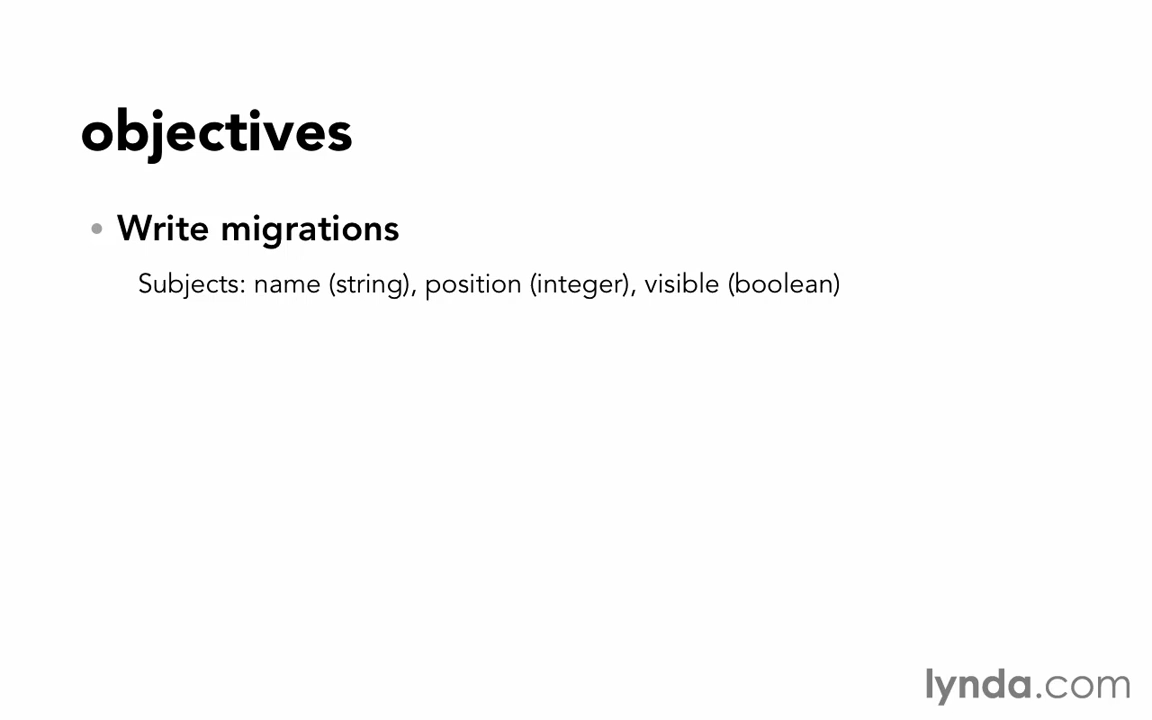 objectives
• Write migrations
Subjects: name (string), position (integer), visible (boolean)
lynda.com